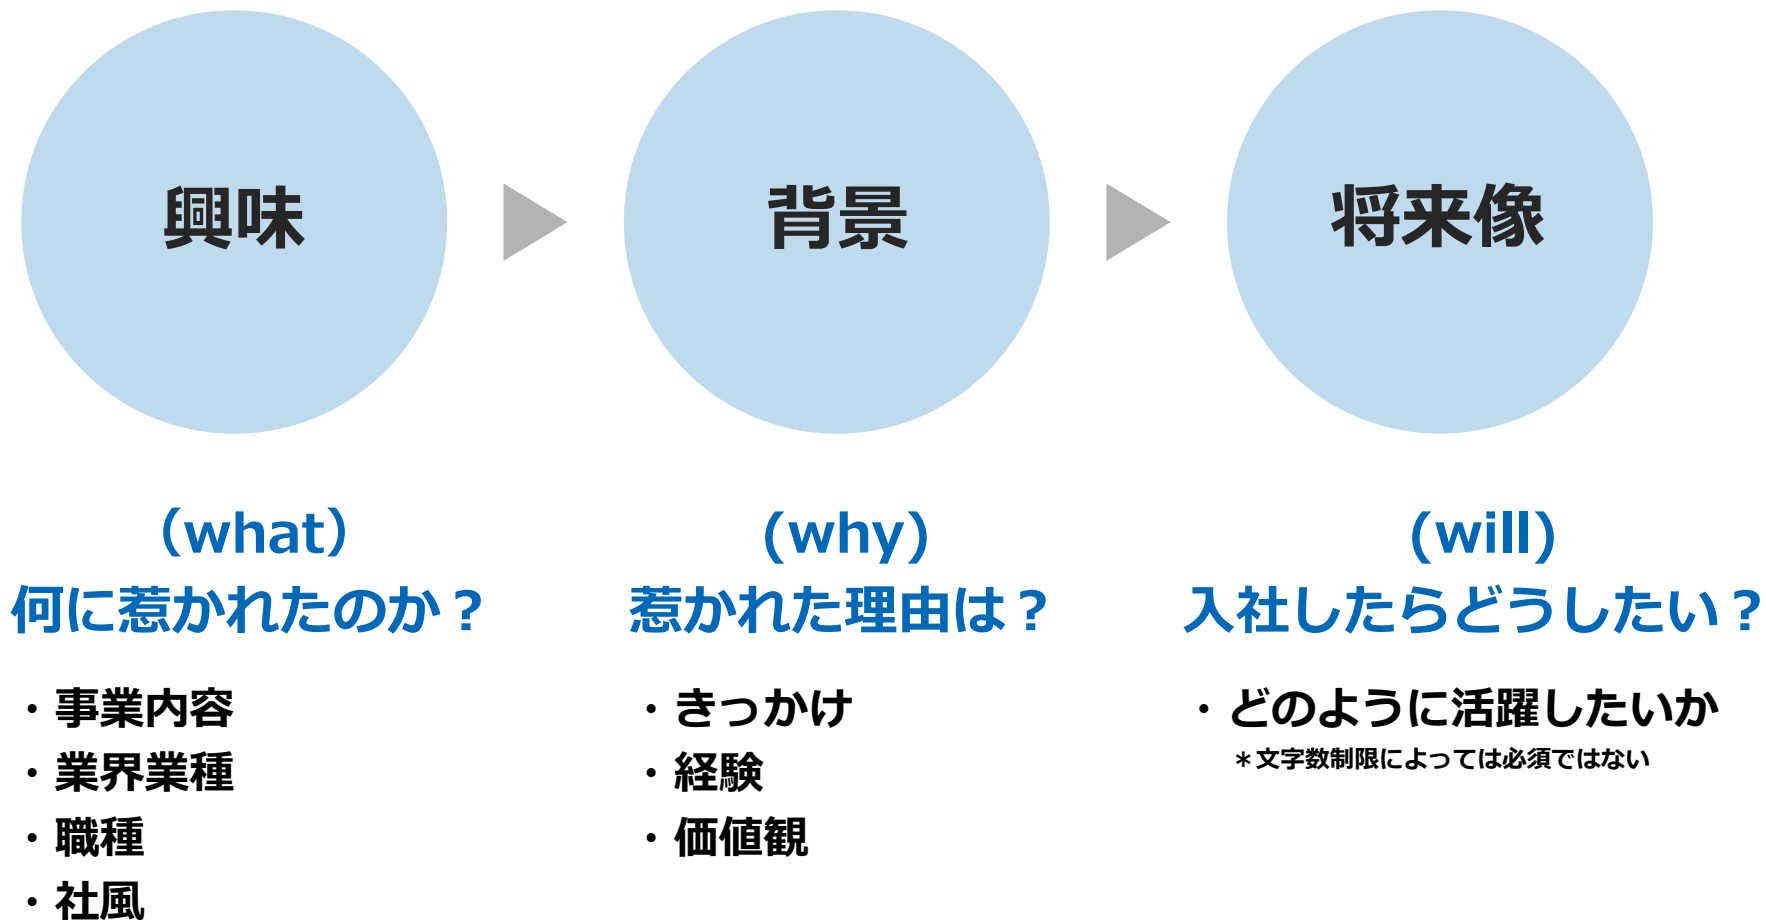 興味
背景
将来像
（what）
何に惹かれたのか？
・事業内容
・業界業種
・職種
・社風
(why)
惹かれた理由は？
・きっかけ
・経験
・価値観
(will)
入社したらどうしたい？
・どのように活躍したいか
＊文字数制限によっては必須ではない